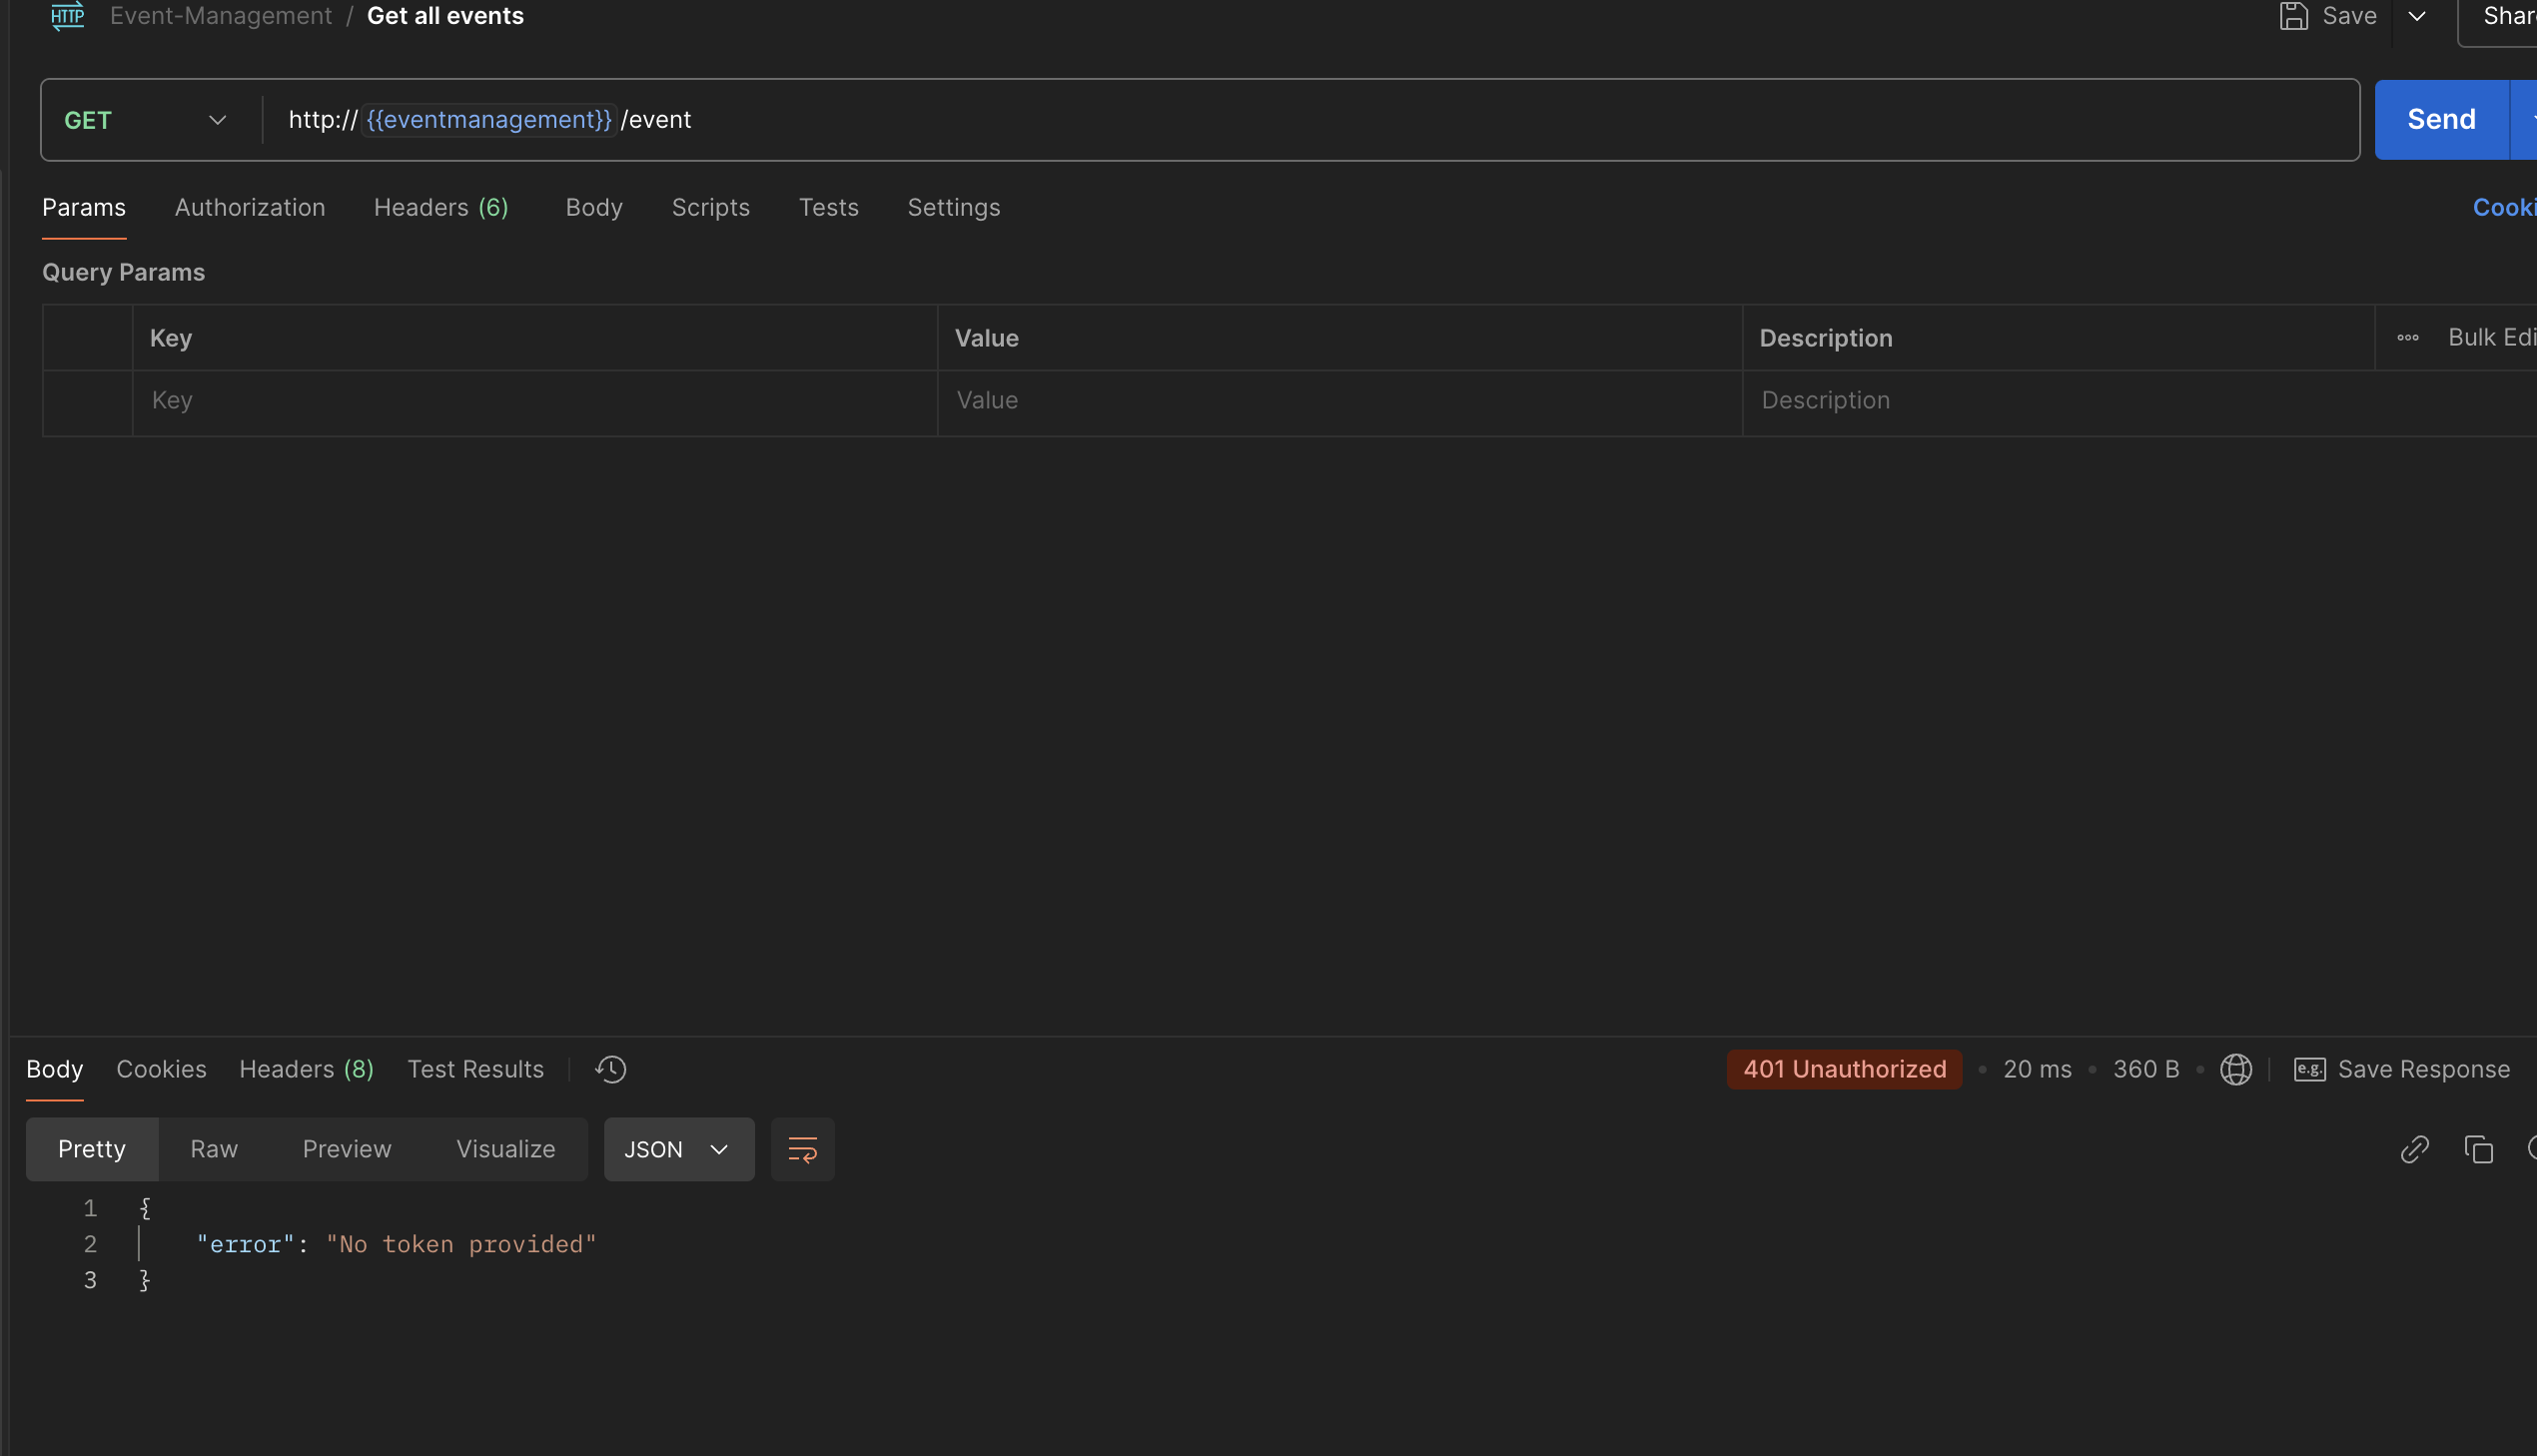 HTTP Event-Management / Get all events Save Shar
GET http://{{eventmanagement}}/event Send
Params Authorization Headers (6) Body Scripts Tests Settings Cooki
Query Params
Key Value Description Bulk Edi
Key Value Description
Body Cookies Headers (8) Test Results 401 Unauthorized • 20 ms • 360 B • e.g. Save Response
Pretty Raw Preview Visualize JSON
1 {
2 "error": "No token provided"
3 }